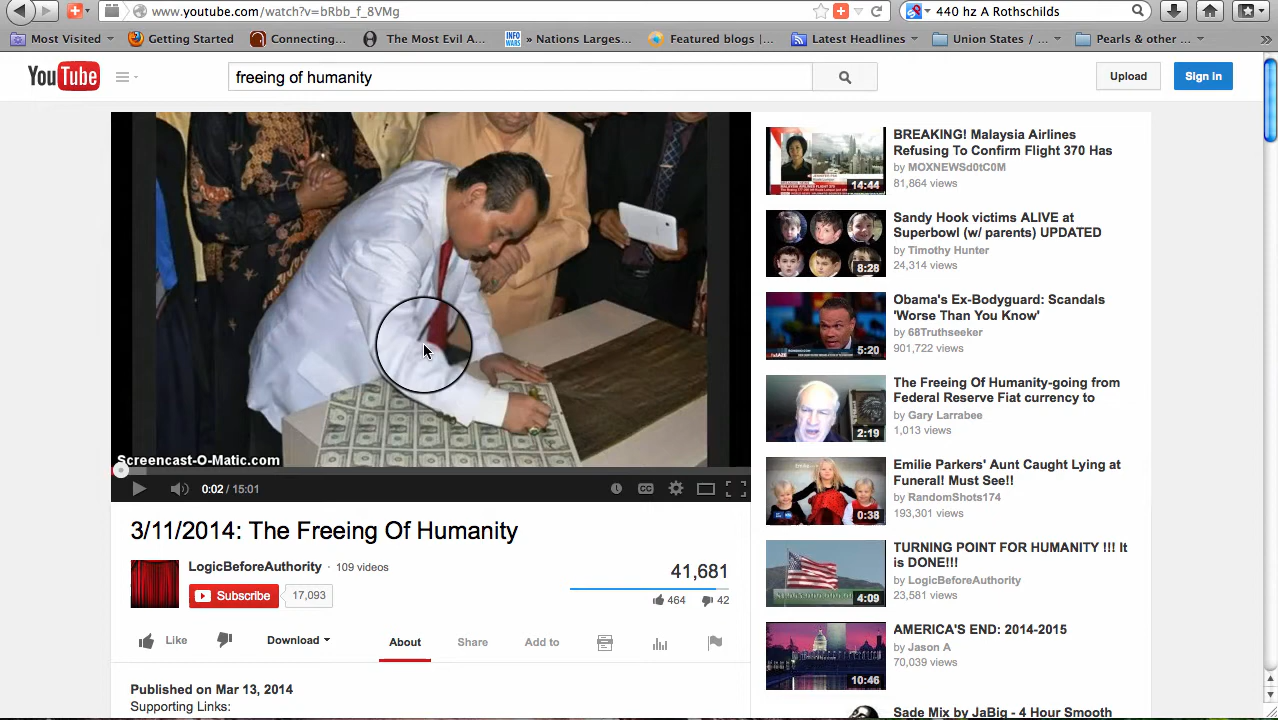 www.youtube.com/watch?v=bRbb_f_8VMg
440 hz A Rothschilds
Most Visited
Getting Started
Connecting...
The Most Evil A...
INFO WARS
» Nations Larges...
Featured blogs |...
Latest Headlines
Union States / ...
Pearls & other ...
»
YouTube
freeing of humanity
Upload
Sign in
Screencast-O-Matic.com
0:02 / 15:01
CC
3/11/2014: The Freeing Of Humanity
LogicBeforeAuthority · 109 videos
Subscribe
17,093
41,681
464
42
Like
Download
About
Share
Add to
Published on Mar 13, 2014
Supporting Links:
14:44
BREAKING! Malaysia Airlines
Refusing To Confirm Flight 370 Has
by MOXNEWSd0tC0M
81,864 views
8:28
Sandy Hook victims ALIVE at
Superbowl (w/ parents) UPDATED
by Timothy Hunter
24,314 views
5:20
Obama's Ex-Bodyguard: Scandals
'Worse Than You Know'
by 68Truthseeker
901,722 views
2:19
The Freeing Of Humanity-going from
Federal Reserve Fiat currency to
by Gary Larrabee
1,013 views
0:38
Emilie Parkers' Aunt Caught Lying at
Funeral! Must See!!
by RandomShots174
193,301 views
4:09
TURNING POINT FOR HUMANITY !!! It
is DONE!!!
by LogicBeforeAuthority
23,581 views
10:46
AMERICA'S END: 2014-2015
by Jason A
70,039 views
Sade Mix by JaBig - 4 Hour Smooth